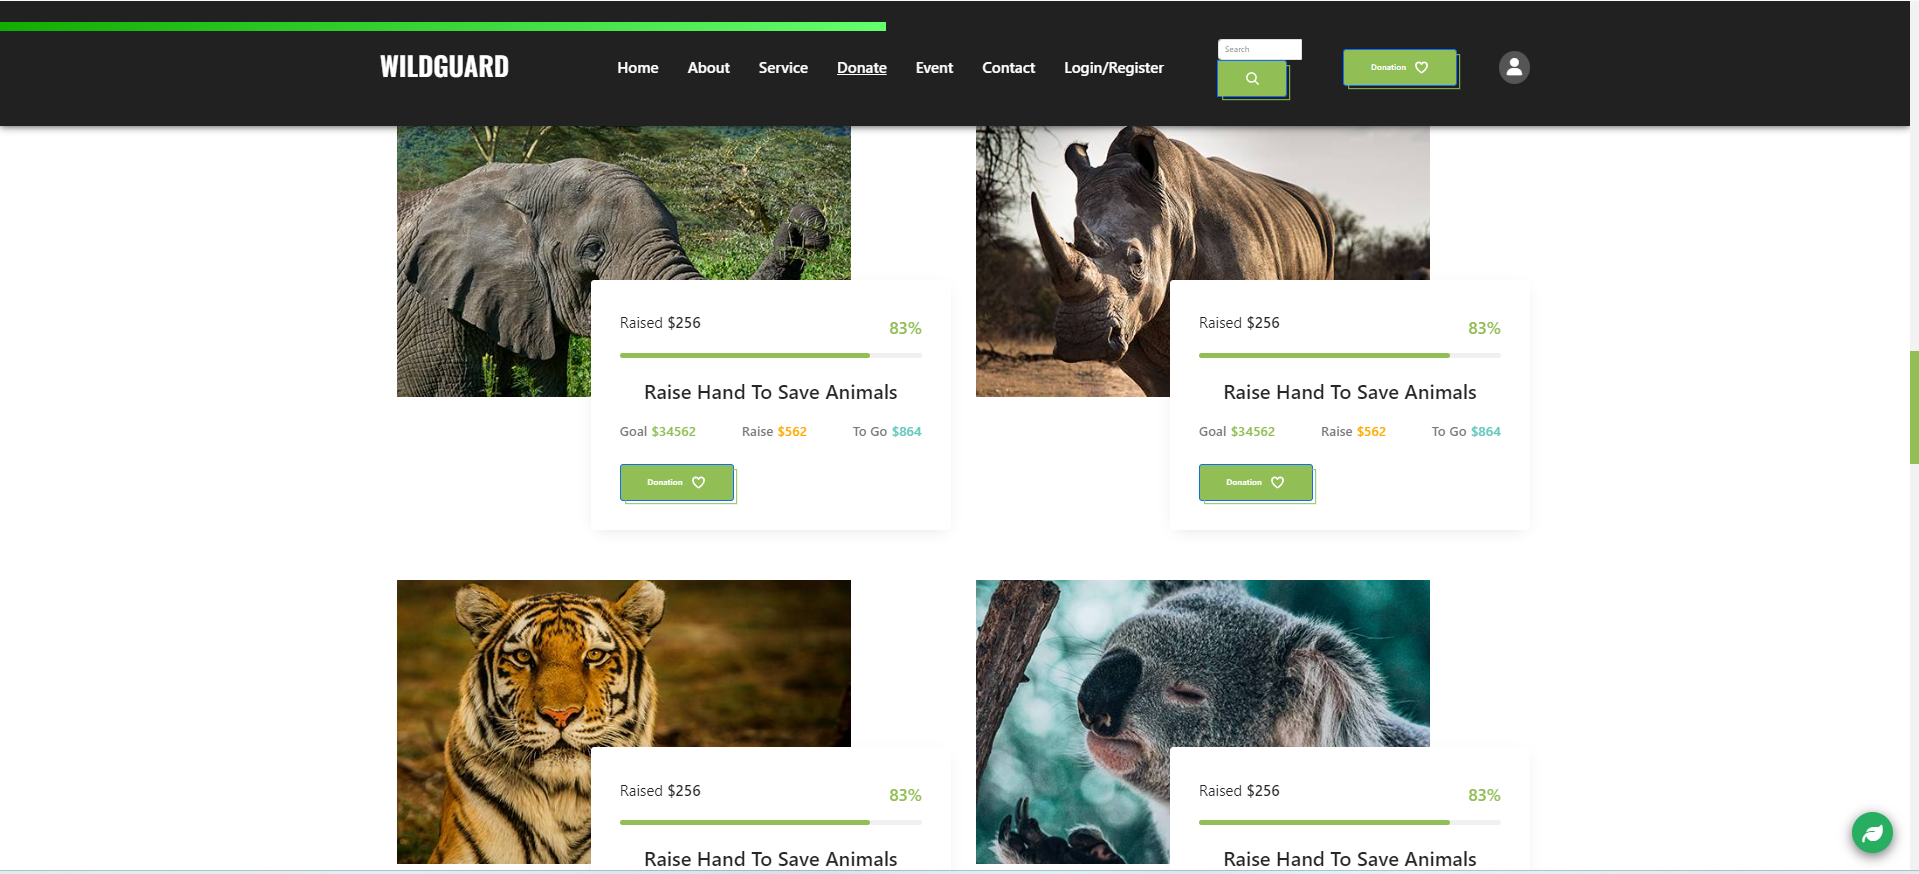 WILDGUARD
Home About Service Donate Event Contact Login/Register
Search
Donation
Raised $256 83%
Raise Hand To Save Animals
Goal $34562 Raise $562 To Go $864
Donation
Raised $256 83%
Raise Hand To Save Animals
Goal $34562 Raise $562 To Go $864
Donation
Raised $256 83%
Raise Hand To Save Animals
Raised $256 83%
Raise Hand To Save Animals